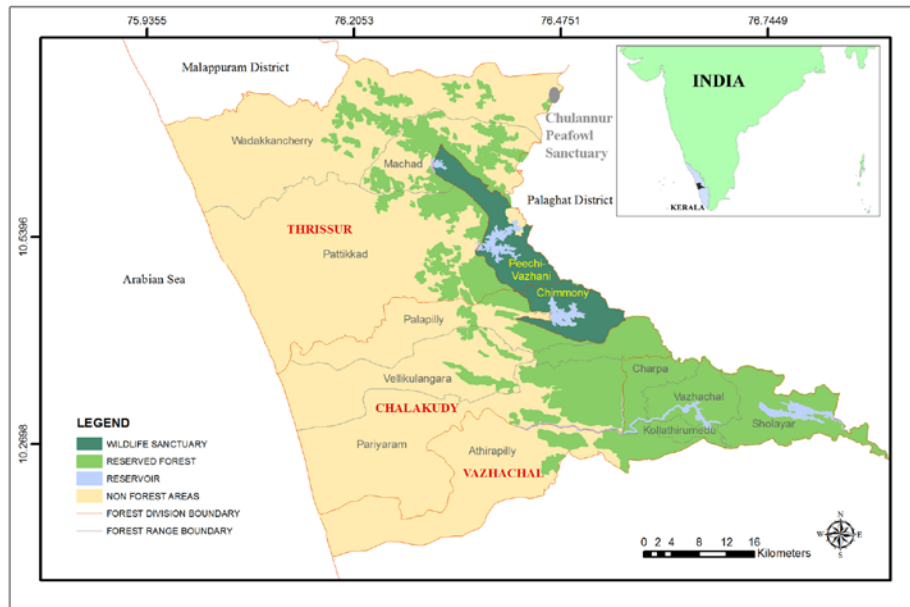 75.9355 76.2053 76.4751 76.7449
Malappuram District
INDIA
Chulannur
Peafowl
Sanctuary
Wadakkancherry
Machad
Palaghat District
KERALA
10.5396
THRISSUR
Pattikkad
Arabian Sea
Peechi-
Vazhani
Chimmony
Palapilly
Charpa
Vellikulangara
Vazhachal
CHALAKUDY
Kollathirumedu
Sholayar
LEGEND
WILDLIFE SANCTUARY
RESERVED FOREST
RESERVOIR
NON FOREST AREAS
FOREST DIVISION BOUNDARY
FOREST RANGE BOUNDARY
10.2698
Pariyaram
Athirapilly
VAZHACHAL
N
W E
S
0 2 4 8 12 16
Kilometers